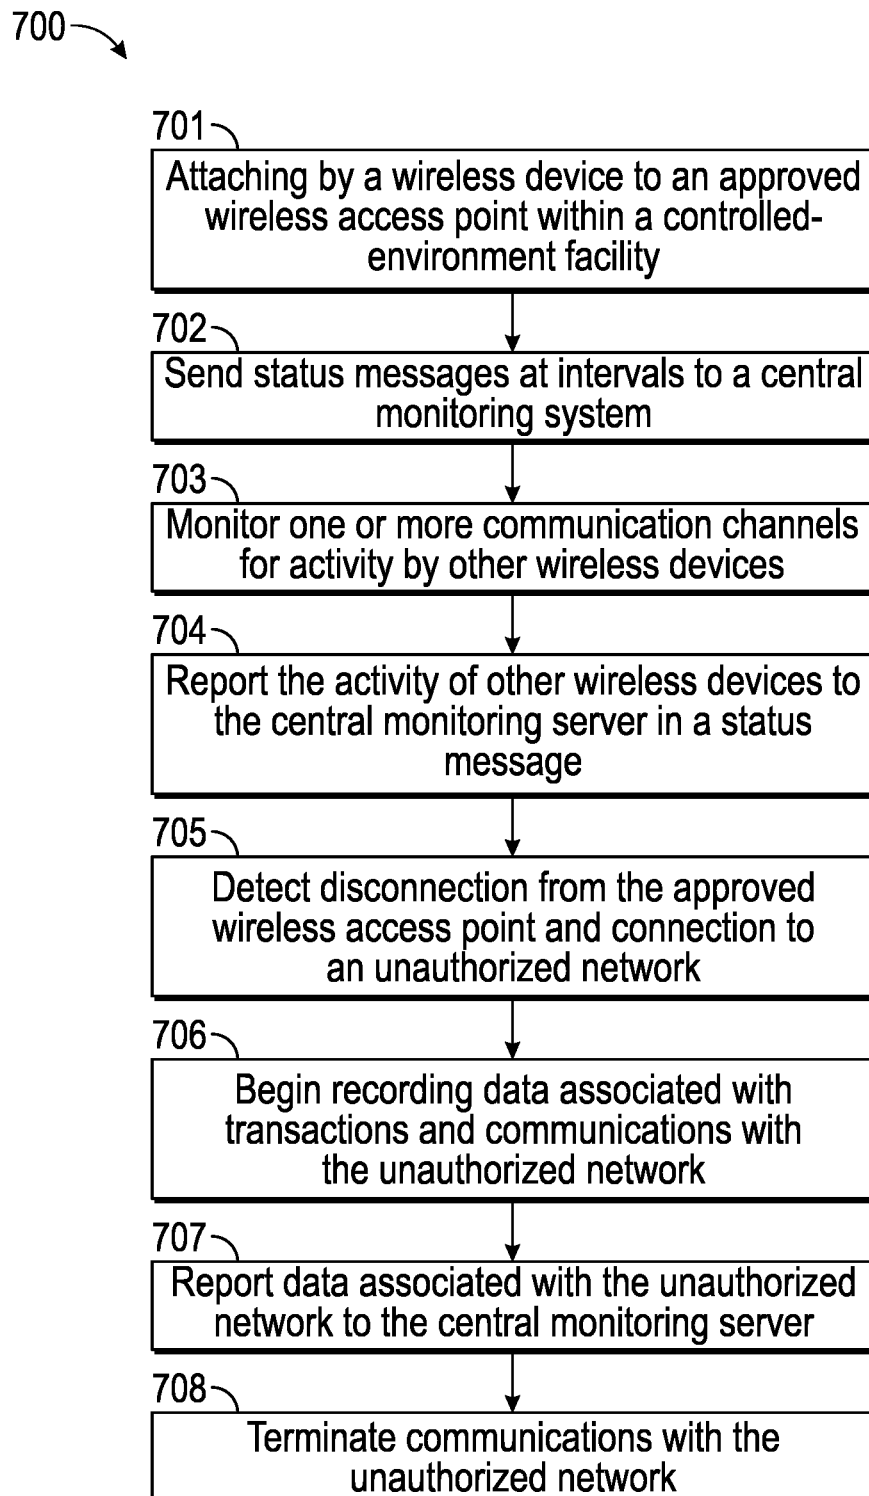 700
701
Attaching by a wireless device to an approved
wireless access point within a controlled-
environment facility
702
Send status messages at intervals to a central
monitoring system
703
Monitor one or more communication channels
for activity by other wireless devices
704
Report the activity of other wireless devices to
the central monitoring server in a status
message
705
Detect disconnection from the approved
wireless access point and connection to
an unauthorized network
706
Begin recording data associated with
transactions and communications with
the unauthorized network
707
Report data associated with the unauthorized
network to the central monitoring server
708
Terminate communications with the
unauthorized network